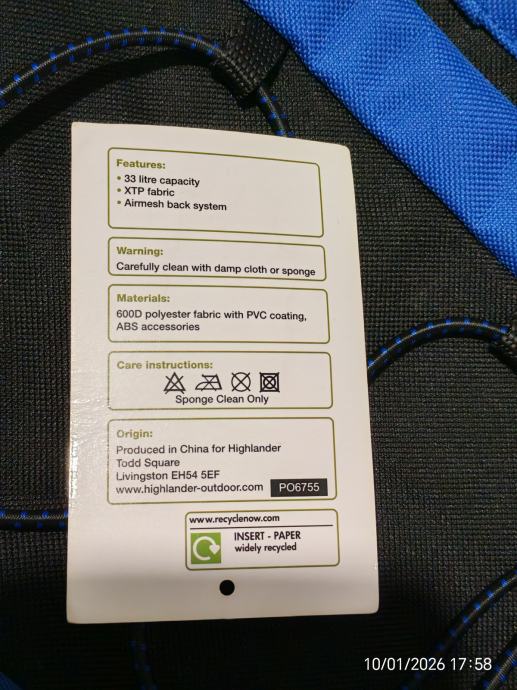 Features:
• 33 litre capacity
• XTP fabric
• Airmesh back system
Warning:
Carefully clean with damp cloth or sponge
Materials:
600D polyester fabric with PVC coating,
ABS accessories
Care instructions:
Sponge Clean Only
Origin:
Produced in China for Highlander
Todd Square
Livingston EH54 5EF
www.highlander-outdoor.com PO6755
www.recyclenow.com
INSERT - PAPER
widely recycled
10/01/2026 17:58